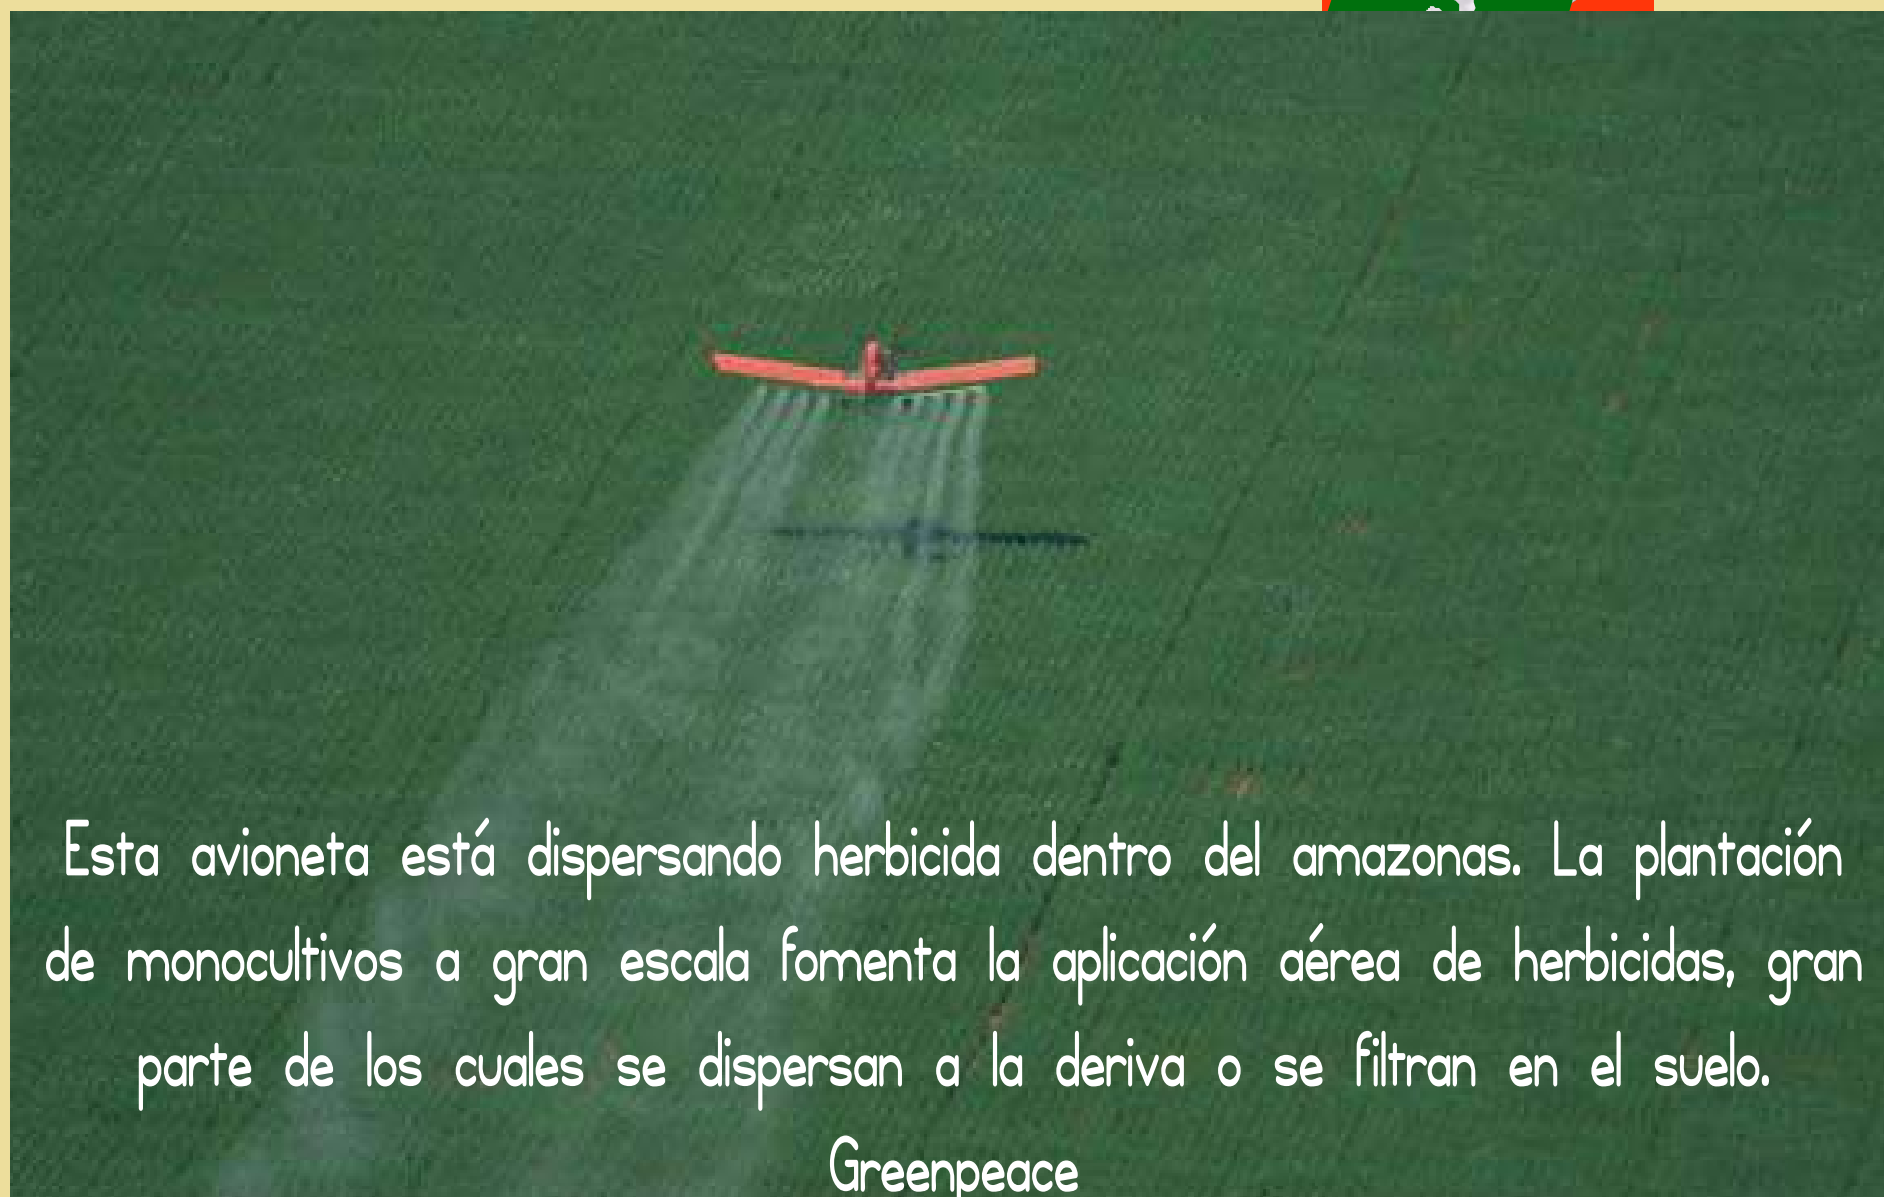 Esta avioneta está dispersando herbicida dentro del amazonas. La plantación
de monocultivos a gran escala fomenta la aplicación aérea de herbicidas, gran
parte de los cuales se dispersan a la deriva o se filtran en el suelo.
Greenpeace